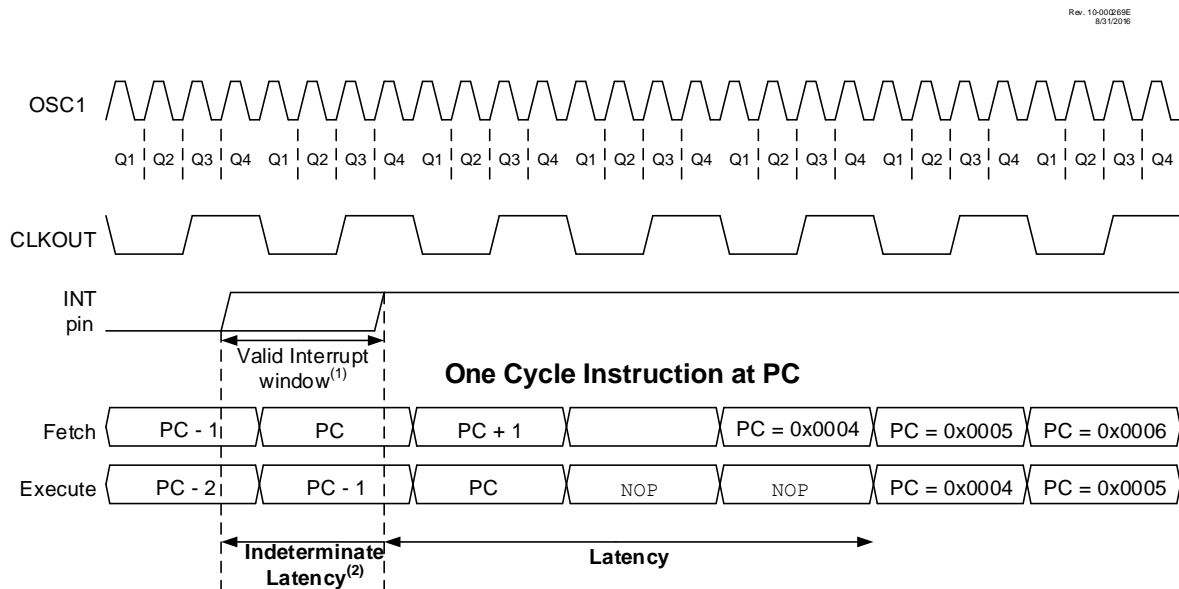 Rev. 10-000269E
8/31/2016
OSC1
Q1 Q2 Q3 Q4 Q1 Q2 Q3 Q4 Q1 Q2 Q3 Q4 Q1 Q2 Q3 Q4 Q1 Q2 Q3 Q4 Q1 Q2 Q3 Q4 Q1 Q2 Q3 Q4
CLKOUT
INT
pin
Valid Interrupt
window(1)
One Cycle Instruction at PC
Fetch PC - 1 PC PC + 1 PC = 0x0004 PC = 0x0005 PC = 0x0006
Execute PC - 2 PC - 1 PC NOP NOP PC = 0x0004 PC = 0x0005
Indeterminate
Latency(2)
Latency